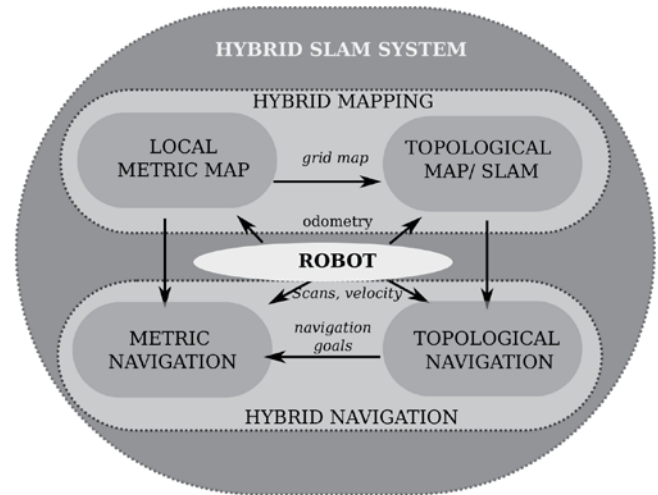 HYBRID SLAM SYSTEM
HYBRID MAPPING
LOCAL
METRIC MAP
grid map
TOPOLOGICAL
MAP/ SLAM
odometry
ROBOT
Scans, velocity
METRIC
NAVIGATION
navigation
goals
TOPOLOGICAL
NAVIGATION
HYBRID NAVIGATION